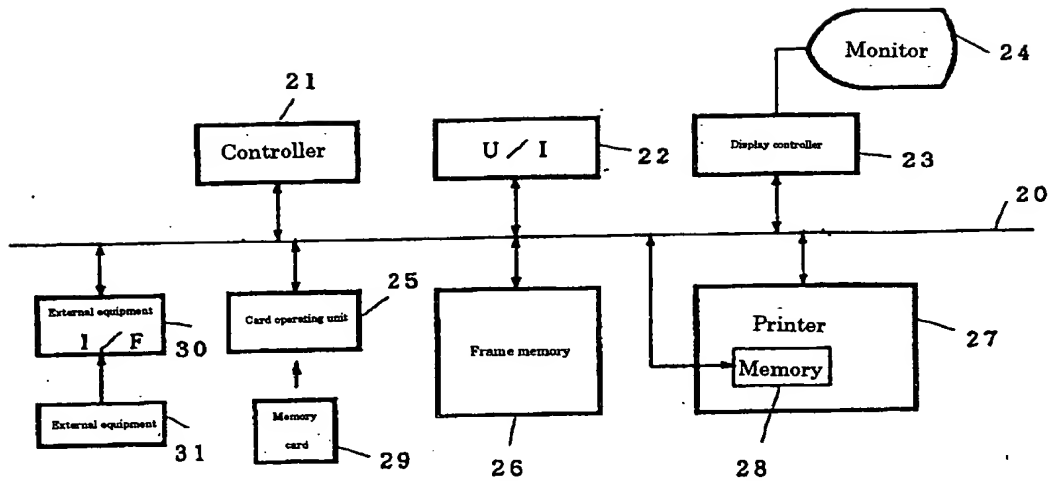 Monitor
24
21
Controller
U / I
22
Display controller
23
20
External equipment
I / F
30
Card operating unit
25
Frame memory
26
Printer
27
Memory
28
External equipment
31
Memory
card
29